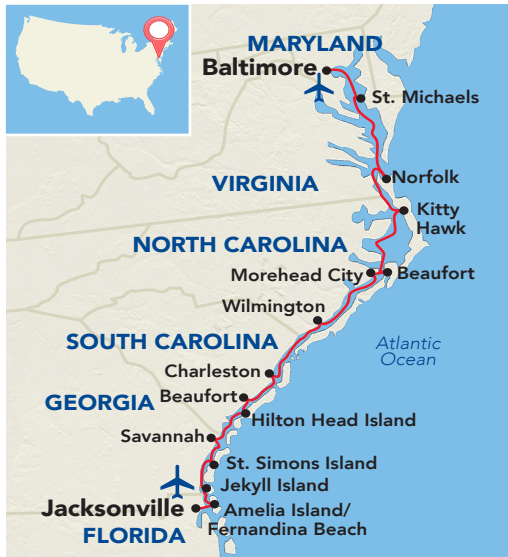 MARYLAND
Baltimore
St. Michaels
VIRGINIA
Norfolk
Kitty
Hawk
NORTH CAROLINA
Morehead City
Beaufort
Wilmington
SOUTH CAROLINA
Atlantic
Ocean
Charleston
GEORGIA
Beaufort
Hilton Head Island
Savannah
St. Simons Island
Jekyll Island
Jacksonville
Amelia Island/
Fernandina Beach
FLORIDA